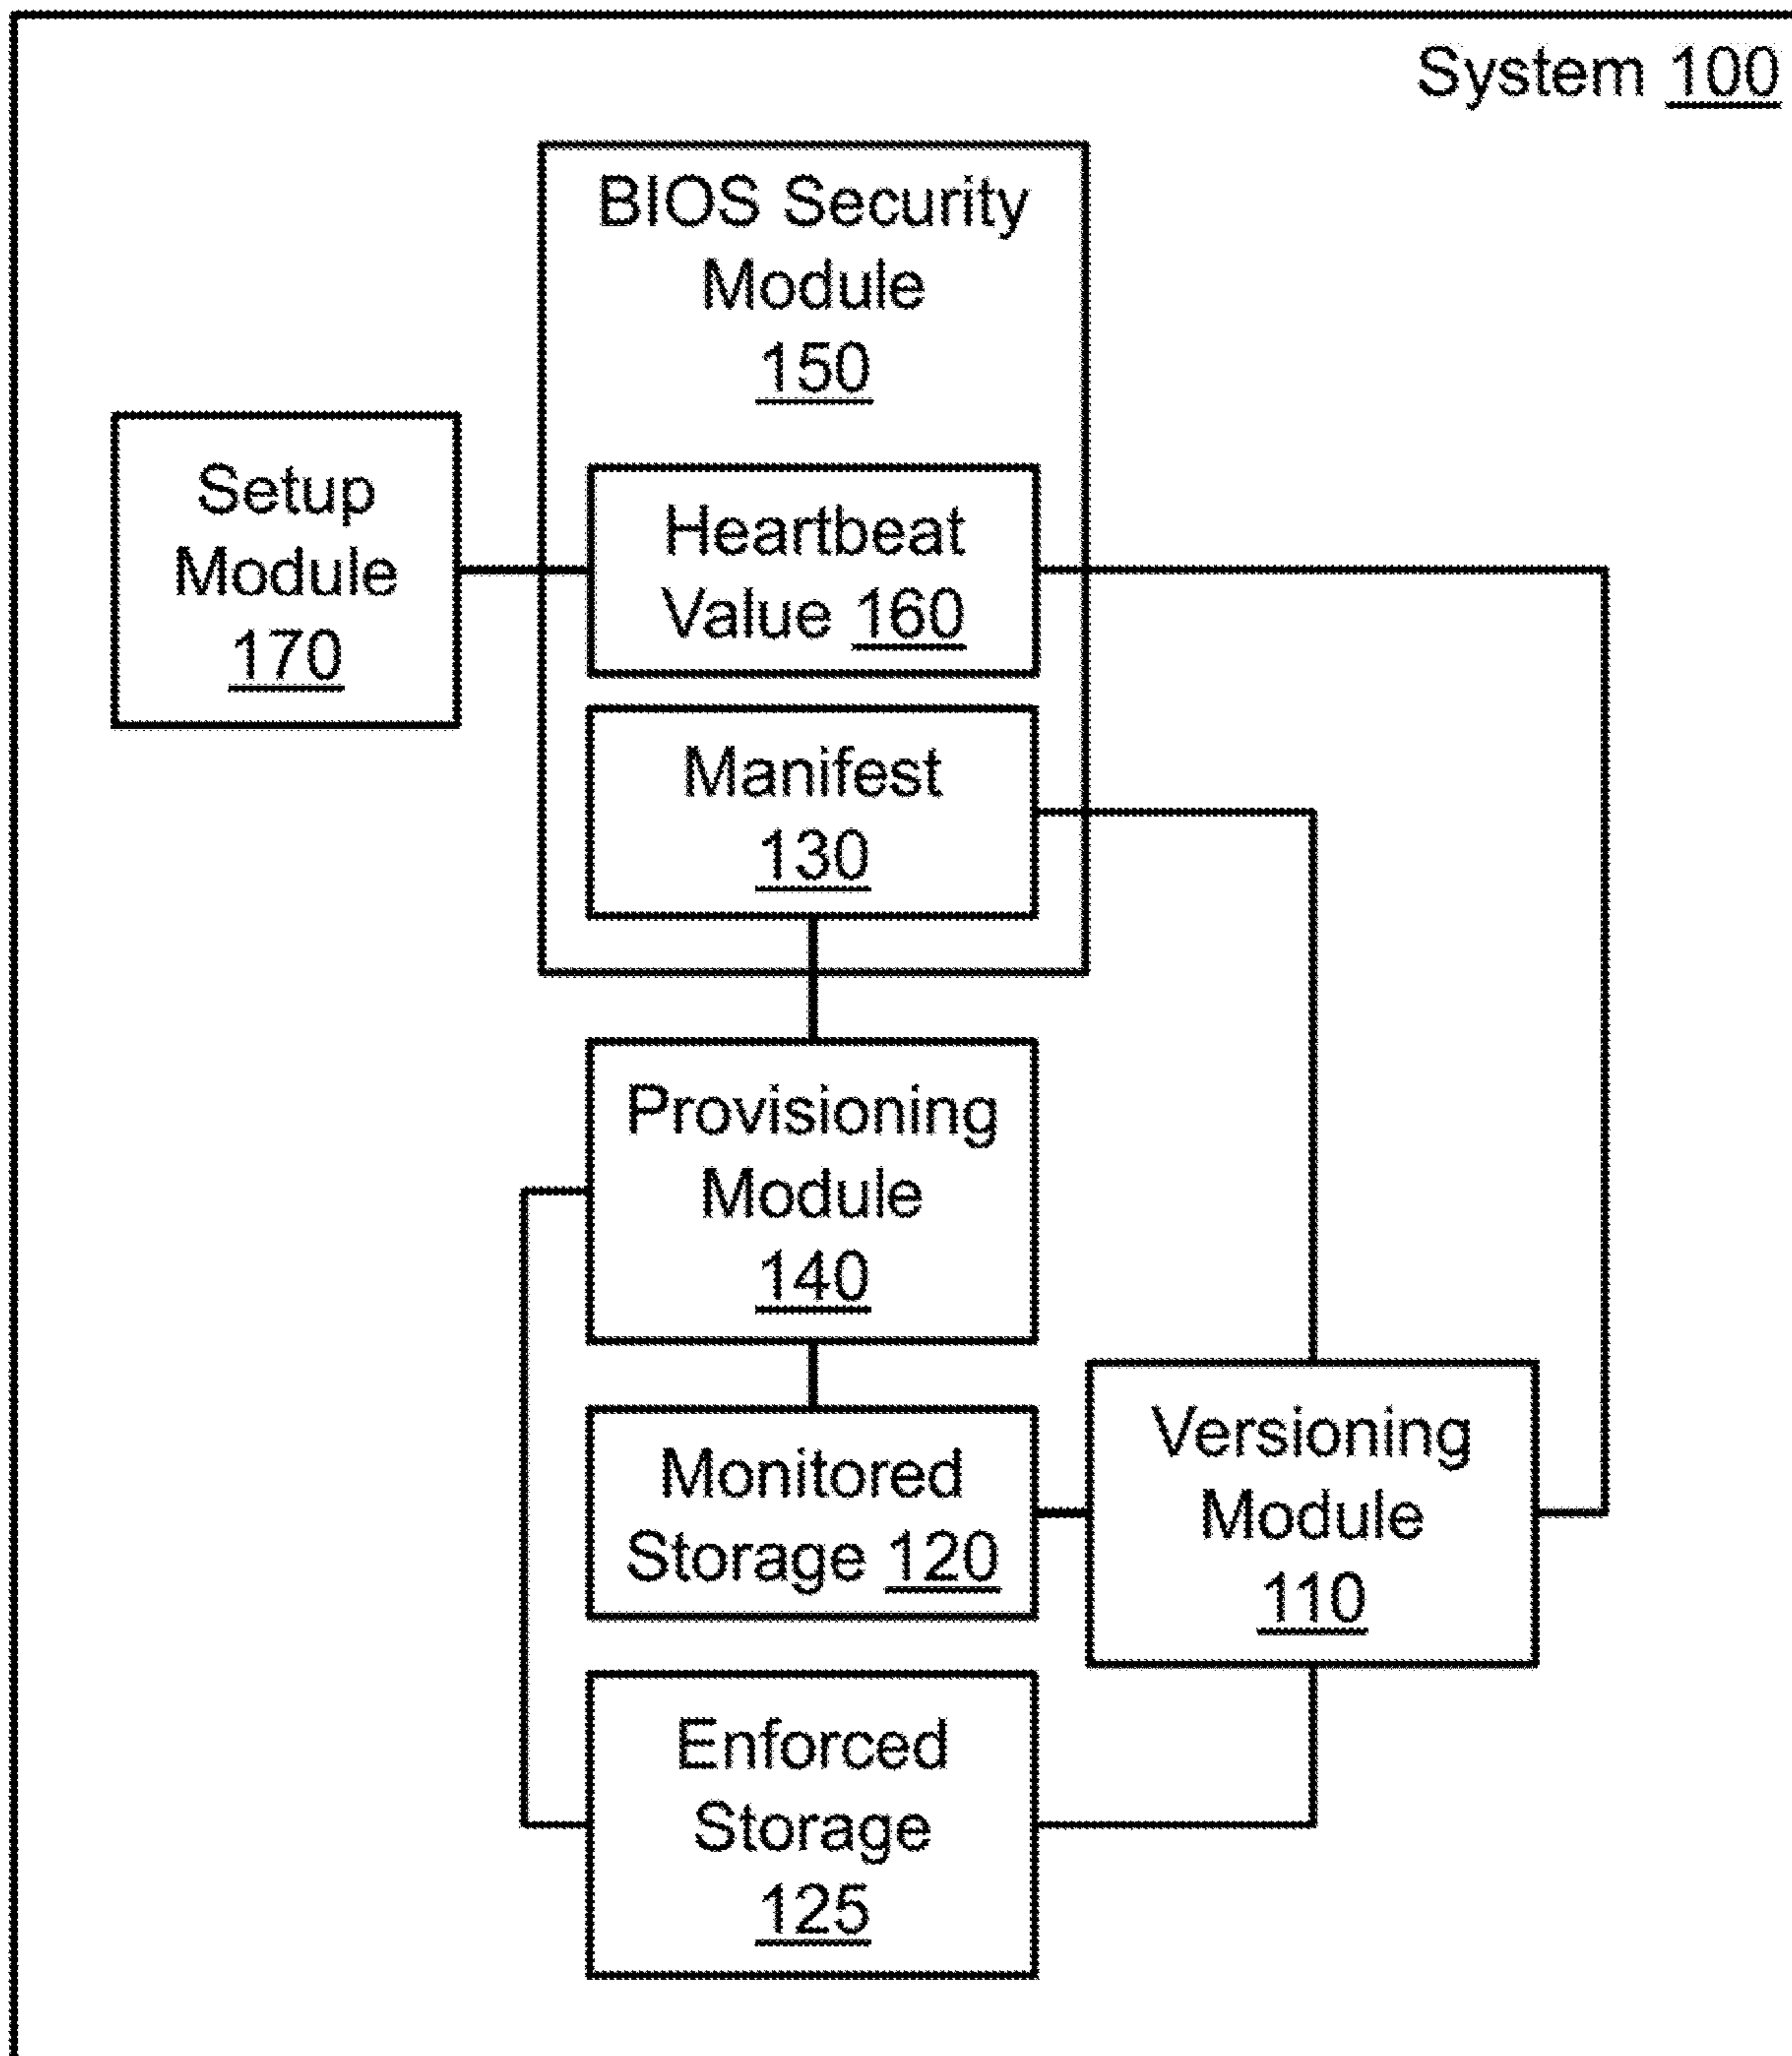 System 100
BIOS Security
Module
150
Setup
Module
170
Heartbeat
Value 160
Manifest
130
Provisioning
Module
140
Monitored
Storage 120
Versioning
Module
110
Enforced
Storage
125